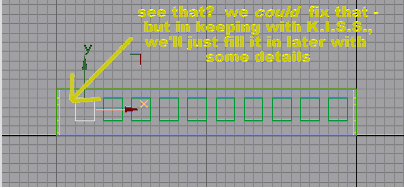 see that? we could fix that -
but in keeping with K.I.S.S.,
we'll just fill it in later with
some details
y
x